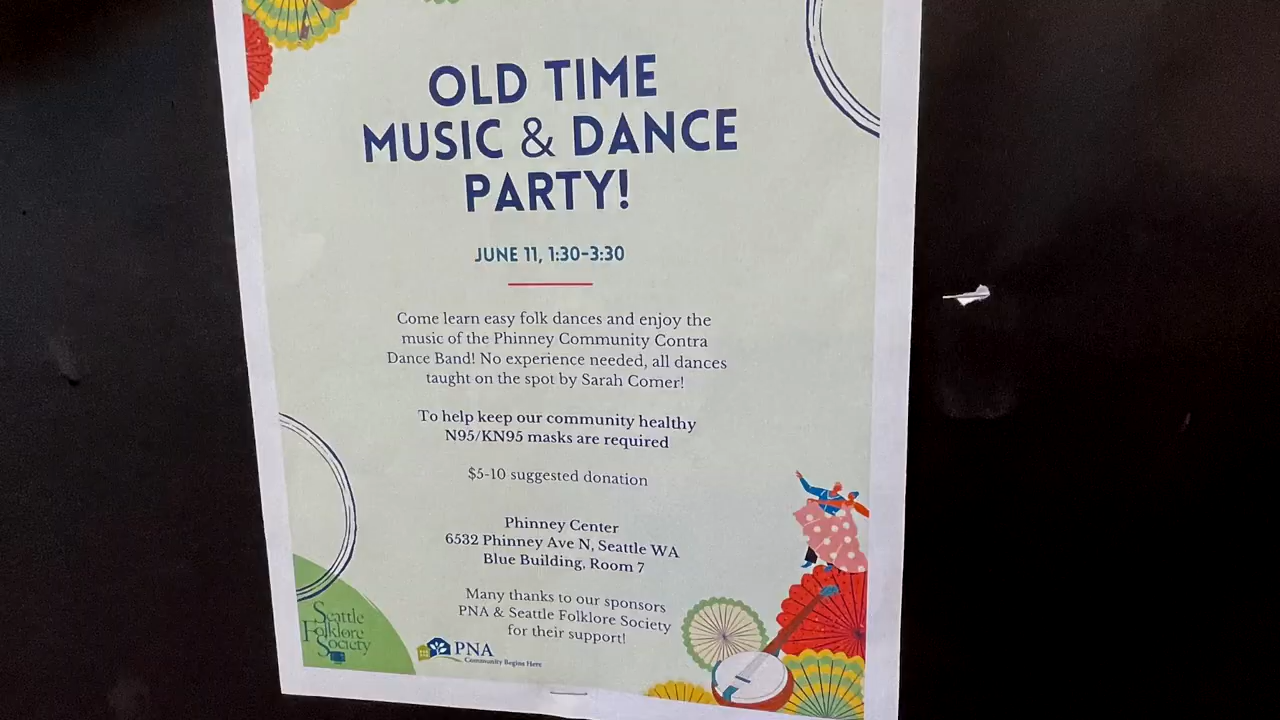 OLD TIME
MUSIC & DANCE
PARTY!
JUNE 11, 1:30-3:30
Come learn easy folk dances and enjoy the
music of the Phinney Community Contra
Dance Band! No experience needed, all dances
taught on the spot by Sarah Comer!
To help keep our community healthy
N95/KN95 masks are required
$5-10 suggested donation
Phinney Center
6532 Phinney Ave N, Seattle WA
Blue Building, Room 7
Many thanks to our sponsors
PNA & Seattle Folklore Society
for their support!
Seattle
Folklore
Society
PNA
Community Begins Here